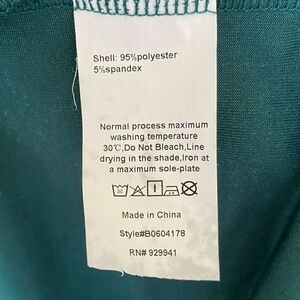 Shell: 95%polyester
5%spandex
Normal process maximum
washing temperature
30℃,Do Not Bleach,Line
drying in the shade,Iron at
a maximum sole-plate
30
Made in China
Style#B0604178
RN# 929941